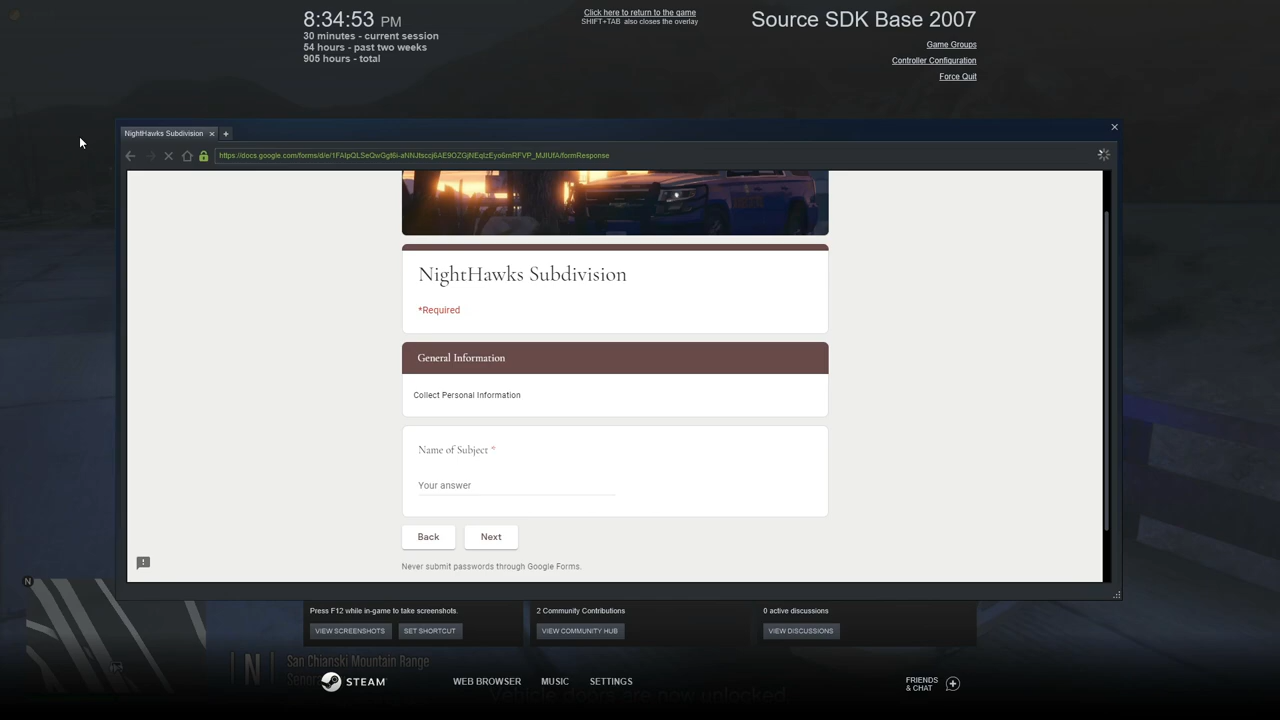 8:34:53 PM
30 minutes - current session
54 hours - past two weeks
905 hours - total
Click here to return to the game
SHIFT+TAB also closes the overlay
Source SDK Base 2007
Game Groups
Controller Configuration
Force Quit
NightHawks Subdivision
NightHawks Subdivision
*Required
General Information
Collect Personal Information
Name of Subject *
Your answer
Back
Next
Never submit passwords through Google Forms.
N
Press F12 while in-game to take screenshots.
VIEW SCREENSHOTS
SET SHORTCUT
2 Community Contributions
VIEW COMMUNITY HUB
0 active discussions
VIEW DISCUSSIONS
N
San Chianski Mountain Range
STEAM
WEB BROWSER
MUSIC
SETTINGS
FRIENDS
& CHAT
Vehicle doors are now unlocked